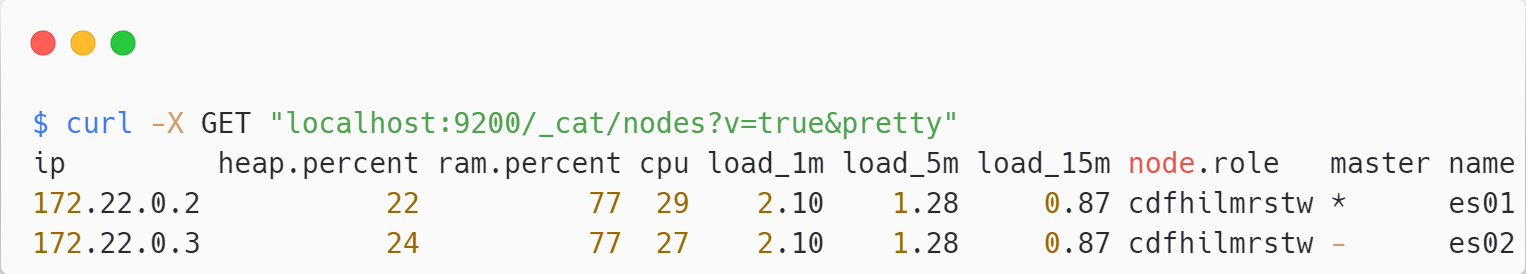 $ curl -X GET "localhost:9200/_cat/nodes?v=true&pretty"
ip         heap.percent ram.percent cpu load_1m load_5m load_15m node.role   master name
172.22.0.2           22          77  29    2.10    1.28     0.87 cdfhilmrstw *      es01
172.22.0.3           24          77  27    2.10    1.28     0.87 cdfhilmrstw -      es02